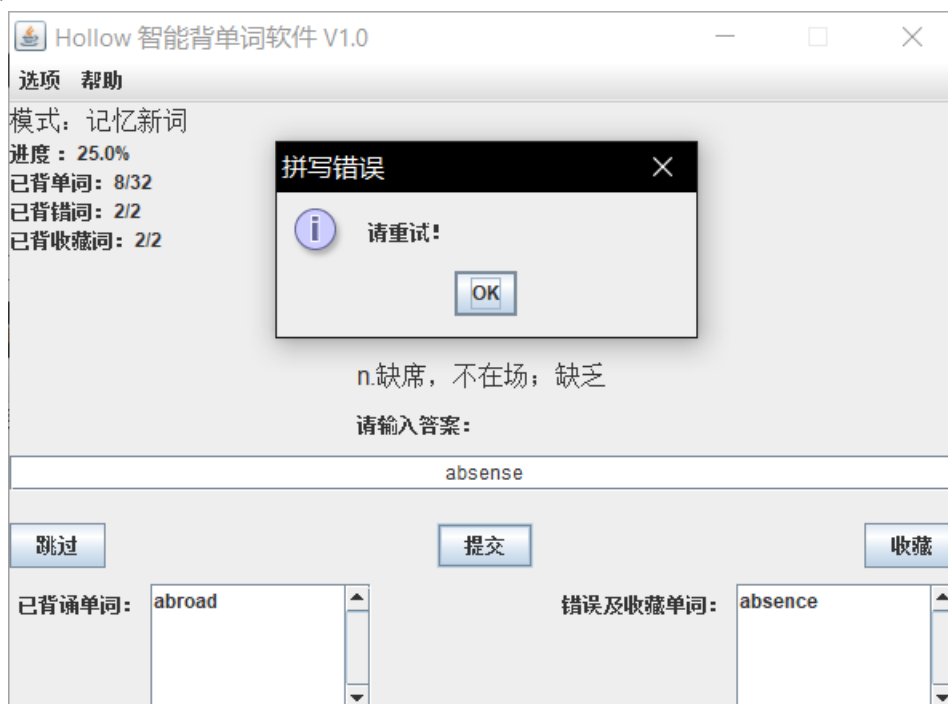 Hollow 智能背单词软件 V1.0
选项 帮助
模式：记忆新词
进度：25.0%
已背单词：8/32
已背错词：2/2
已背收藏词：2/2
拼写错误
请重试！
OK
n.缺席，不在场；缺乏
请输入答案：
absense
跳过 提交 收藏
已背诵单词： abroad 错误及收藏单词： absence